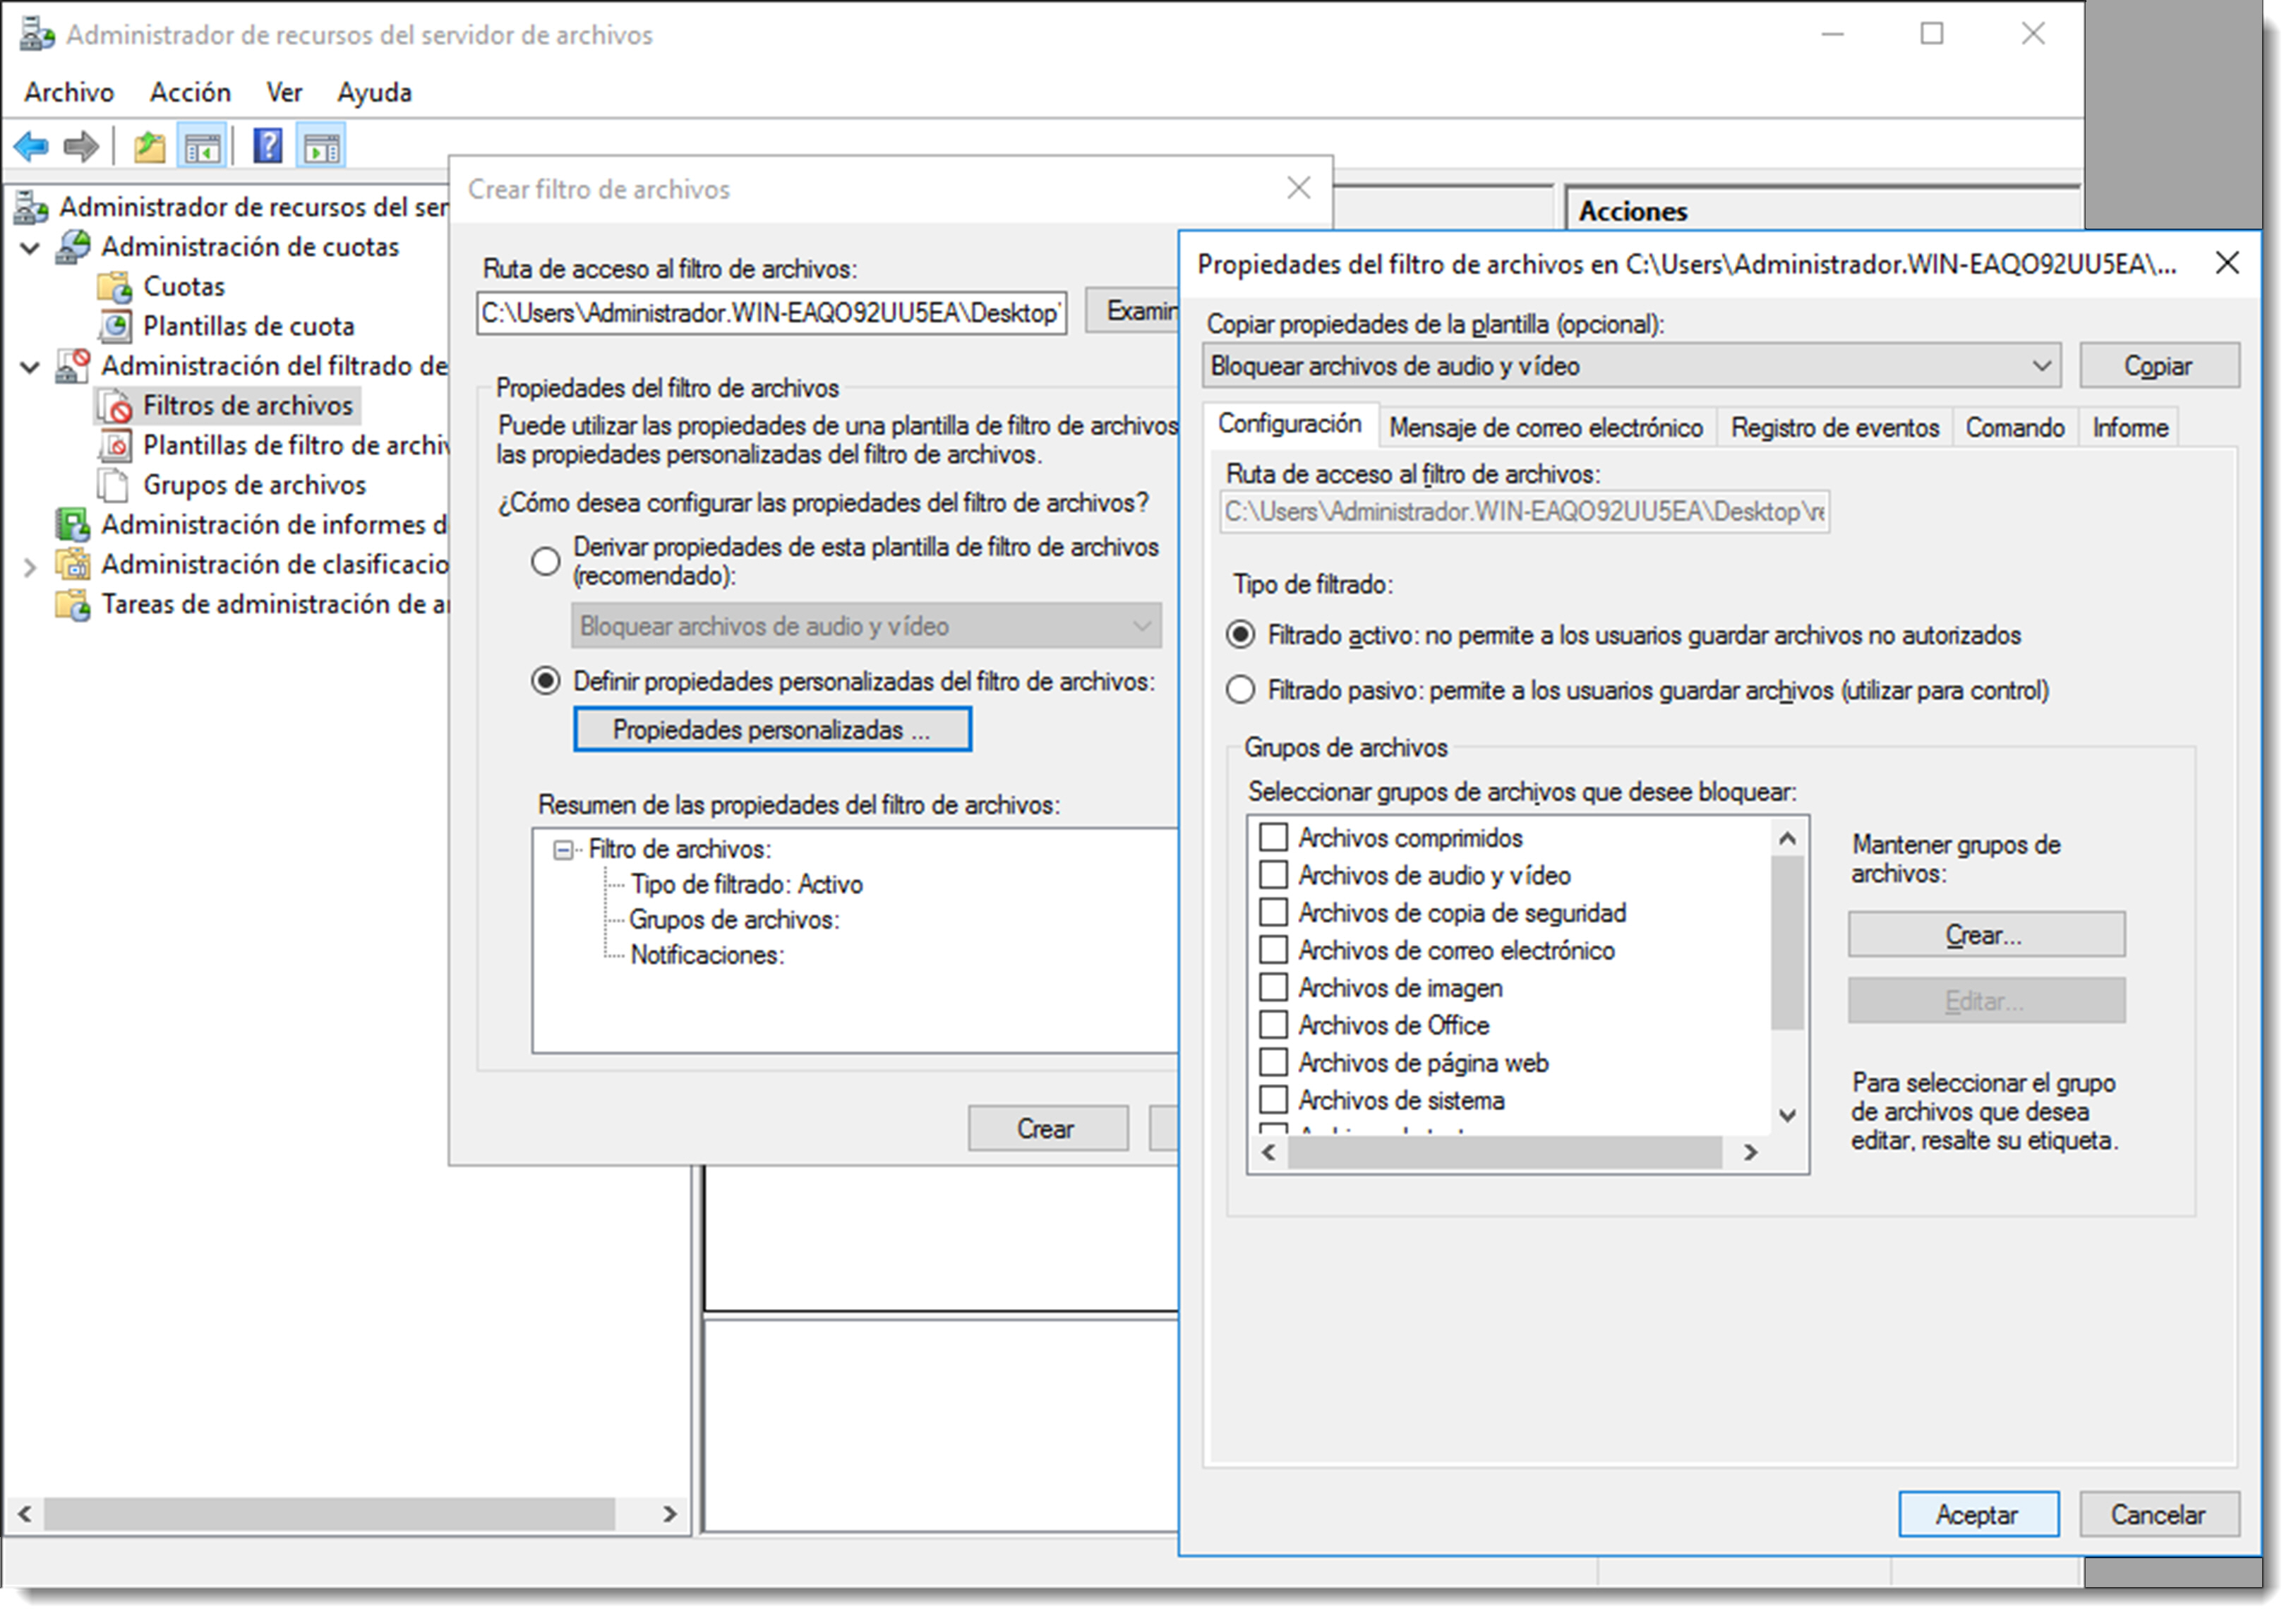 Administrador de recursos del servidor de archivos
Archivo Acción Ver Ayuda
Administrador de recursos del ser
Administración de cuotas
Cuotas
Plantillas de cuota
Administración del filtrado de
Filtros de archivos
Plantillas de filtro de archiv
Grupos de archivos
Administración de informes d
Administración de clasificacio
Tareas de administración de a
Acciones
Crear filtro de archivos
Ruta de acceso al filtro de archivos:
C:\Users\Administrador.WIN-EAQO92UU5EA\Desktop\
Examin
Propiedades del filtro de archivos
Puede utilizar las propiedades de una plantilla de filtro de archivos
las propiedades personalizadas del filtro de archivos.
¿Cómo desea configurar las propiedades del filtro de archivos?
Derivar propiedades de esta plantilla de filtro de archivos
(recomendado):
Bloquear archivos de audio y vídeo
Definir propiedades personalizadas del filtro de archivos:
Propiedades personalizadas ...
Resumen de las propiedades del filtro de archivos:
Filtro de archivos:
Tipo de filtrado: Activo
Grupos de archivos:
Notificaciones:
Crear
Propiedades del filtro de archivos en C:\Users\Administrador.WIN-EAQO92UU5EA\...
Copiar propiedades de la plantilla (opcional):
Bloquear archivos de audio y vídeo
Copiar
Configuración Mensaje de correo electrónico Registro de eventos Comando Informe
Ruta de acceso al filtro de archivos:
C:\Users\Administrador.WIN-EAQO92UU5EA\Desktop\re
Tipo de filtrado:
Filtrado activo: no permite a los usuarios guardar archivos no autorizados
Filtrado pasivo: permite a los usuarios guardar archivos (utilizar para control)
Grupos de archivos
Seleccionar grupos de archivos que desee bloquear:
Archivos comprimidos
Archivos de audio y vídeo
Archivos de copia de seguridad
Archivos de correo electrónico
Archivos de imagen
Archivos de Office
Archivos de página web
Archivos de sistema
Mantener grupos de
archivos:
Crear...
Editar...
Para seleccionar el grupo
de archivos que desea
editar, resalte su etiqueta.
Aceptar
Cancelar